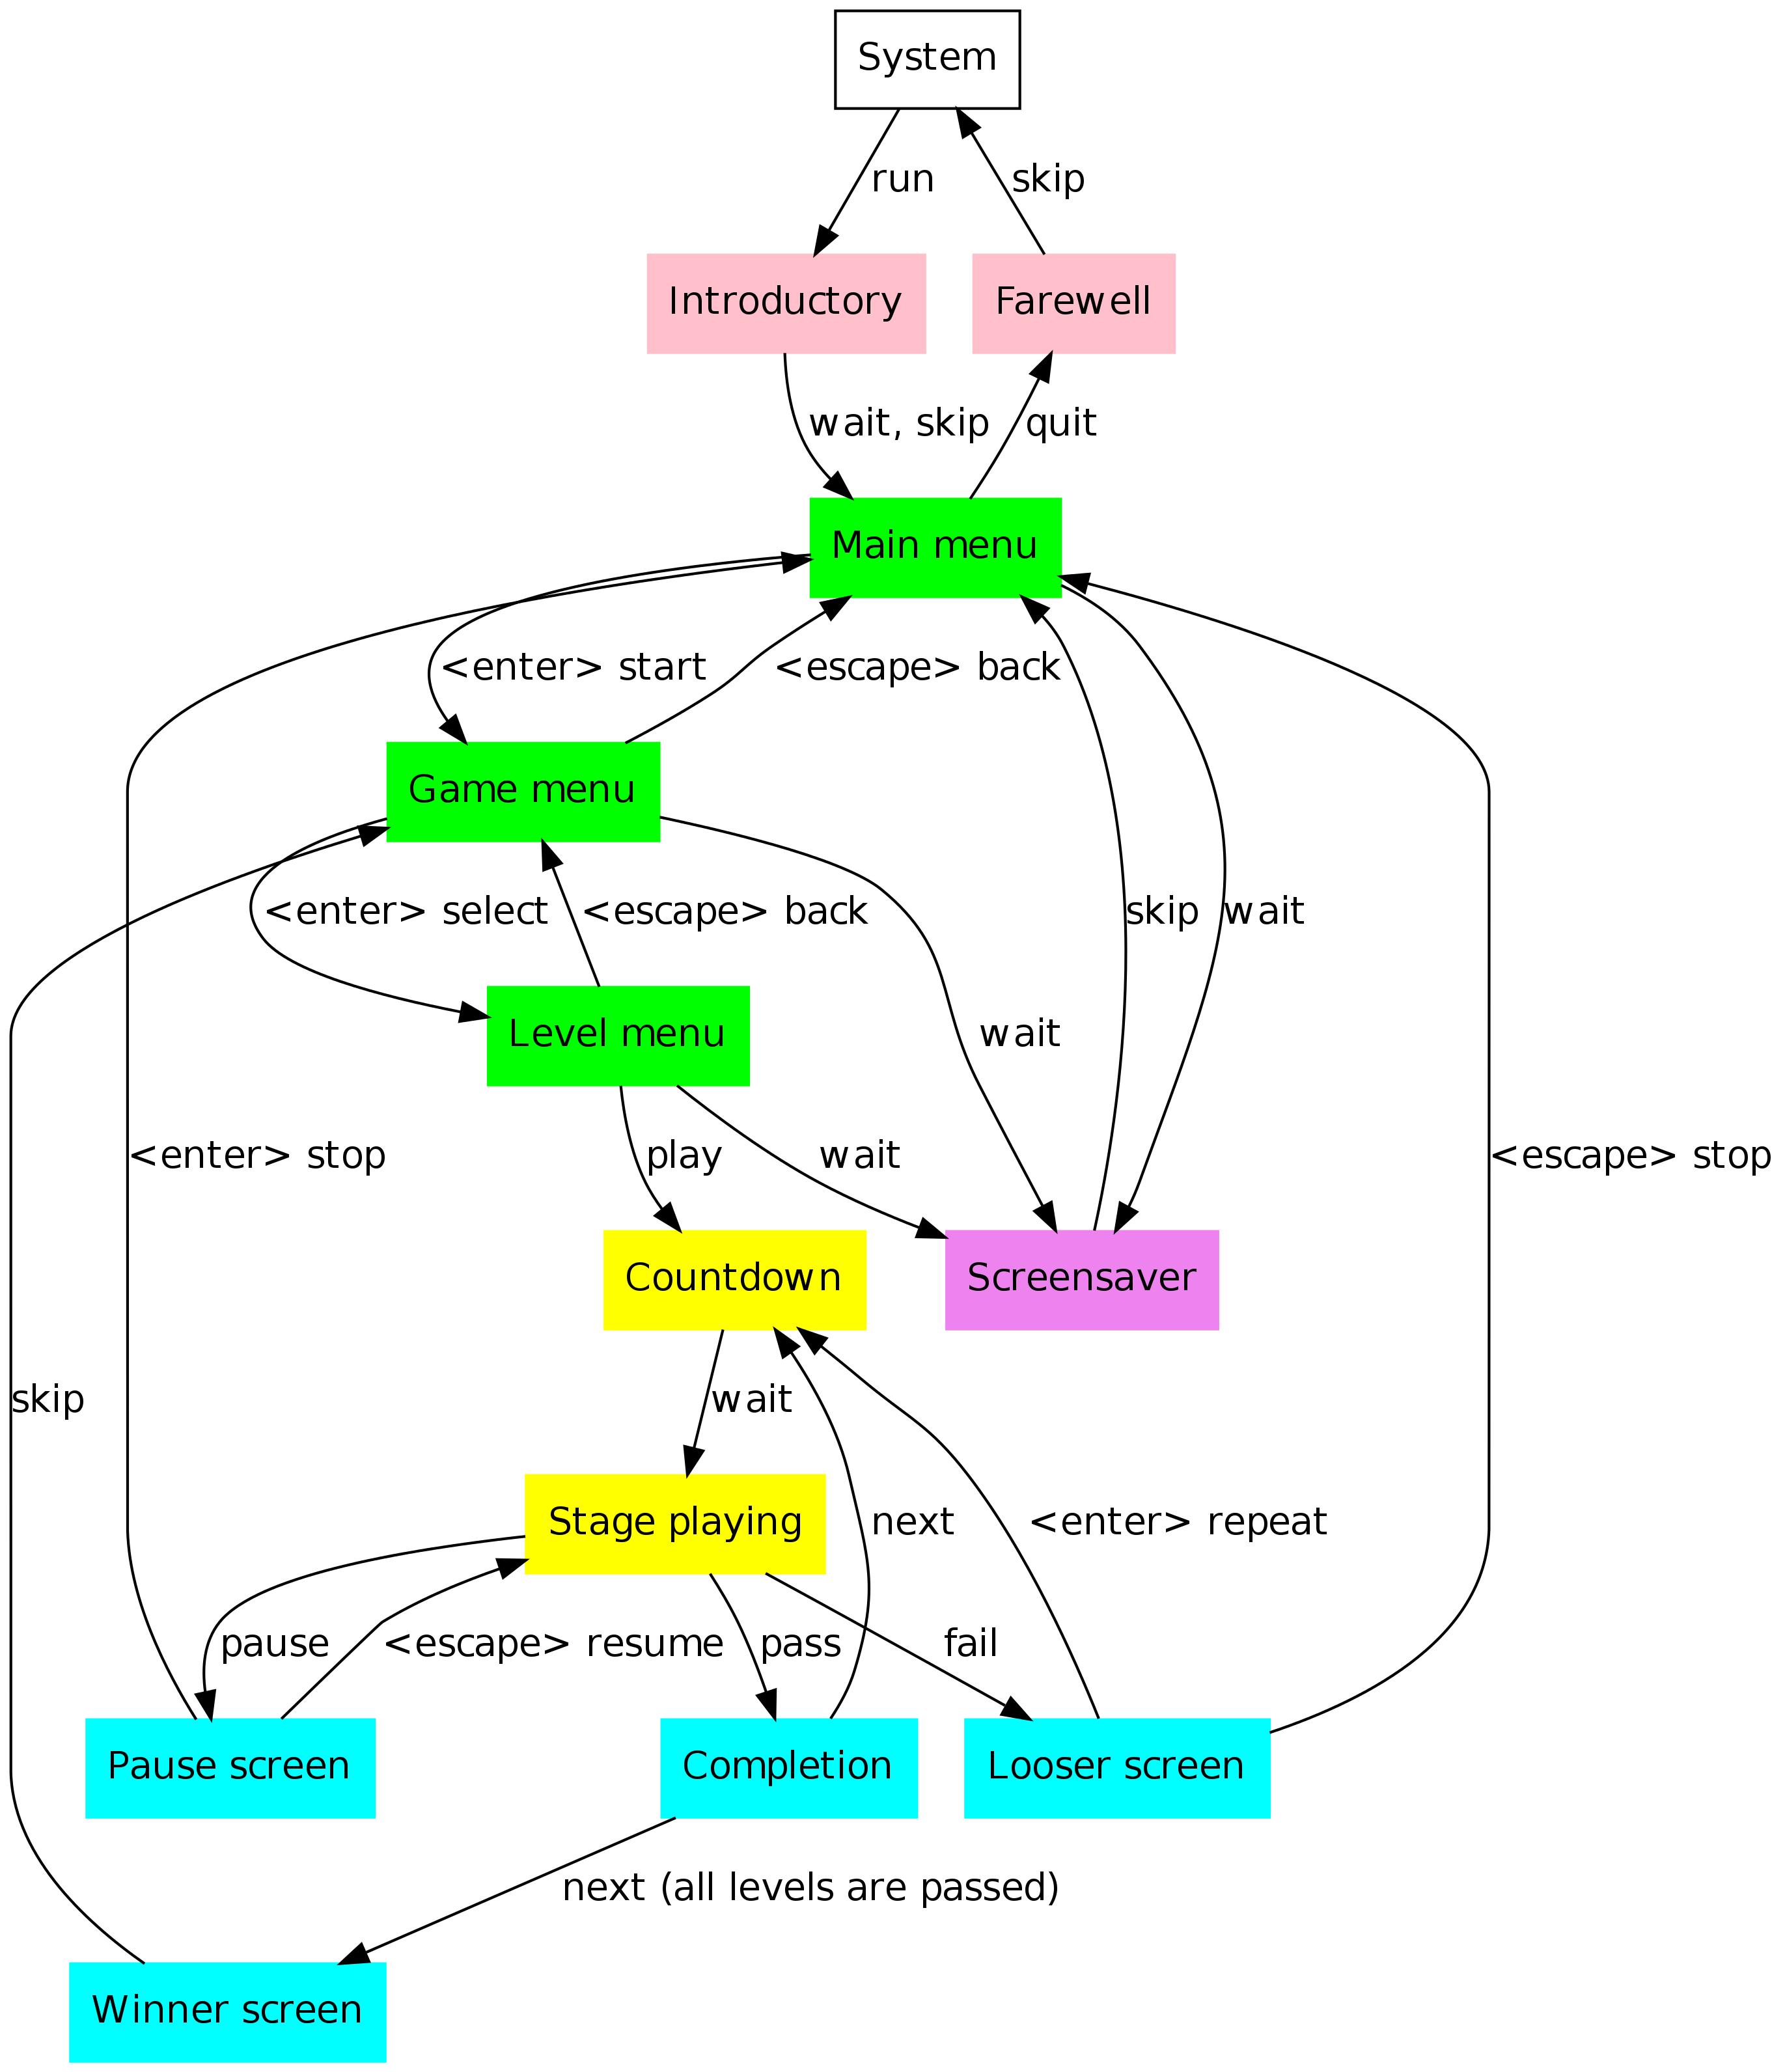 System
run
skip
Introductory
Farewell
wait, skip
quit
Main menu
<enter> start
<escape> back
Game menu
<enter> select
<escape> back
skip
wait
Level menu
wait
<enter> stop
play
wait
<escape> stop
Countdown
Screensaver
skip
wait
Stage playing
next
<enter> repeat
pause
<escape> resume
pass
fail
Pause screen
Completion
Looser screen
next (all levels are passed)
Winner screen